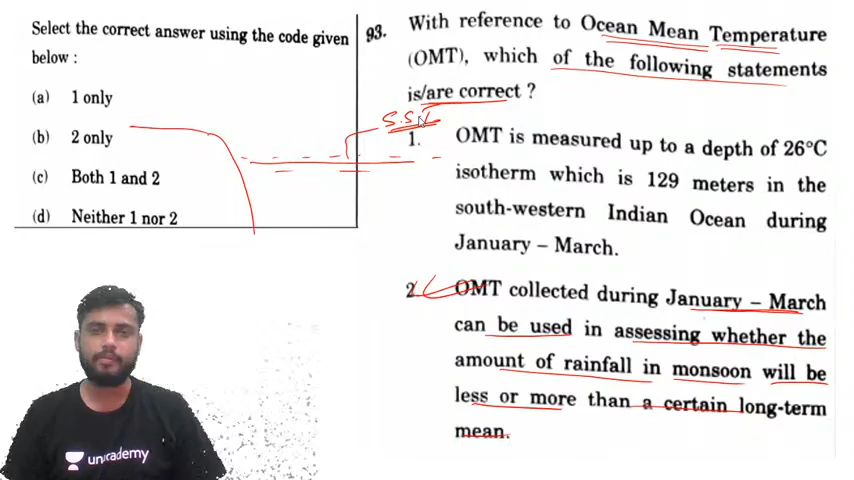 Select the correct answer using the code given
below :
(a) 1 only
(b) 2 only
(c) Both 1 and 2
(d) Neither 1 nor 2
93. With reference to Ocean Mean Temperature
(OMT), which of the following statements
is/are correct ?
1. OMT is measured up to a depth of 26°C
isotherm which is 129 meters in the
south-western Indian Ocean during
January – March.
2. OMT collected during January – March
can be used in assessing whether the
amount of rainfall in monsoon will be
less or more than a certain long-term
mean.
unacademy